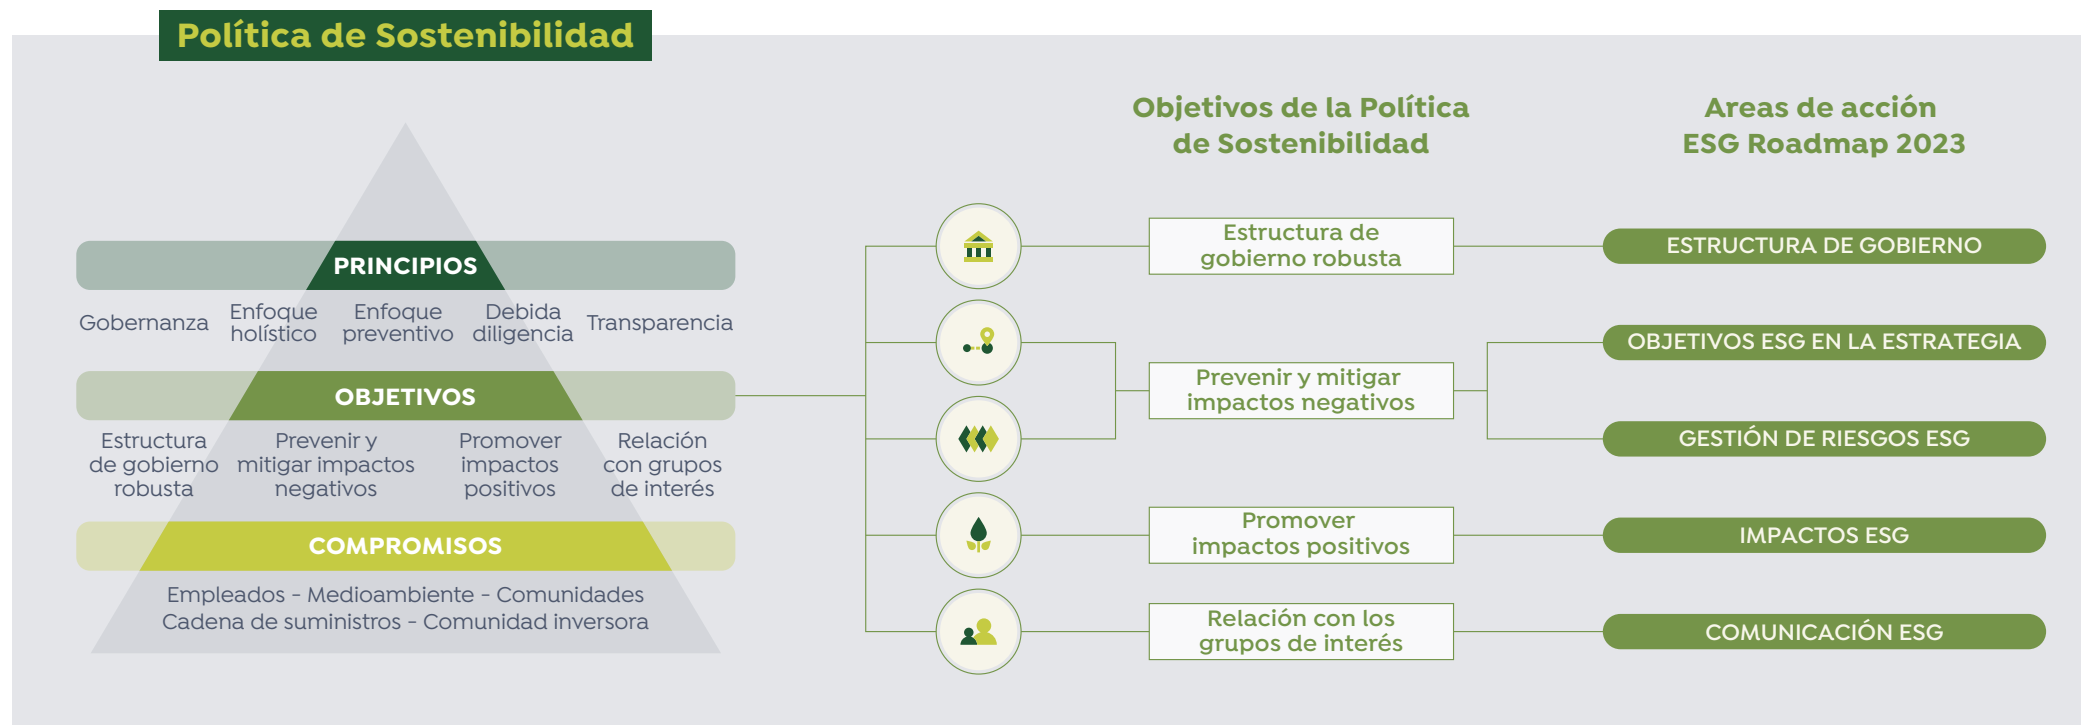 Política de Sostenibilidad
PRINCIPIOS
Gobernanza
Enfoque
holístico
Enfoque
preventivo
Debida
diligencia
Transparencia
OBJETIVOS
Estructura
de gobierno
robusta
Prevenir y
mitigar impactos
negativos
Promover
impactos
positivos
Relación
con grupos
de interés
COMPROMISOS
Empleados - Medioambiente - Comunidades
Cadena de suministros - Comunidad inversora
Objetivos de la Política
de Sostenibilidad
Estructura de
gobierno robusta
Prevenir y mitigar
impactos negativos
Promover
impactos positivos
Relación con los
grupos de interés
Areas de acción
ESG Roadmap 2023
ESTRUCTURA DE GOBIERNO
OBJETIVOS ESG EN LA ESTRATEGIA
GESTIÓN DE RIESGOS ESG
IMPACTOS ESG
COMUNICACIÓN ESG